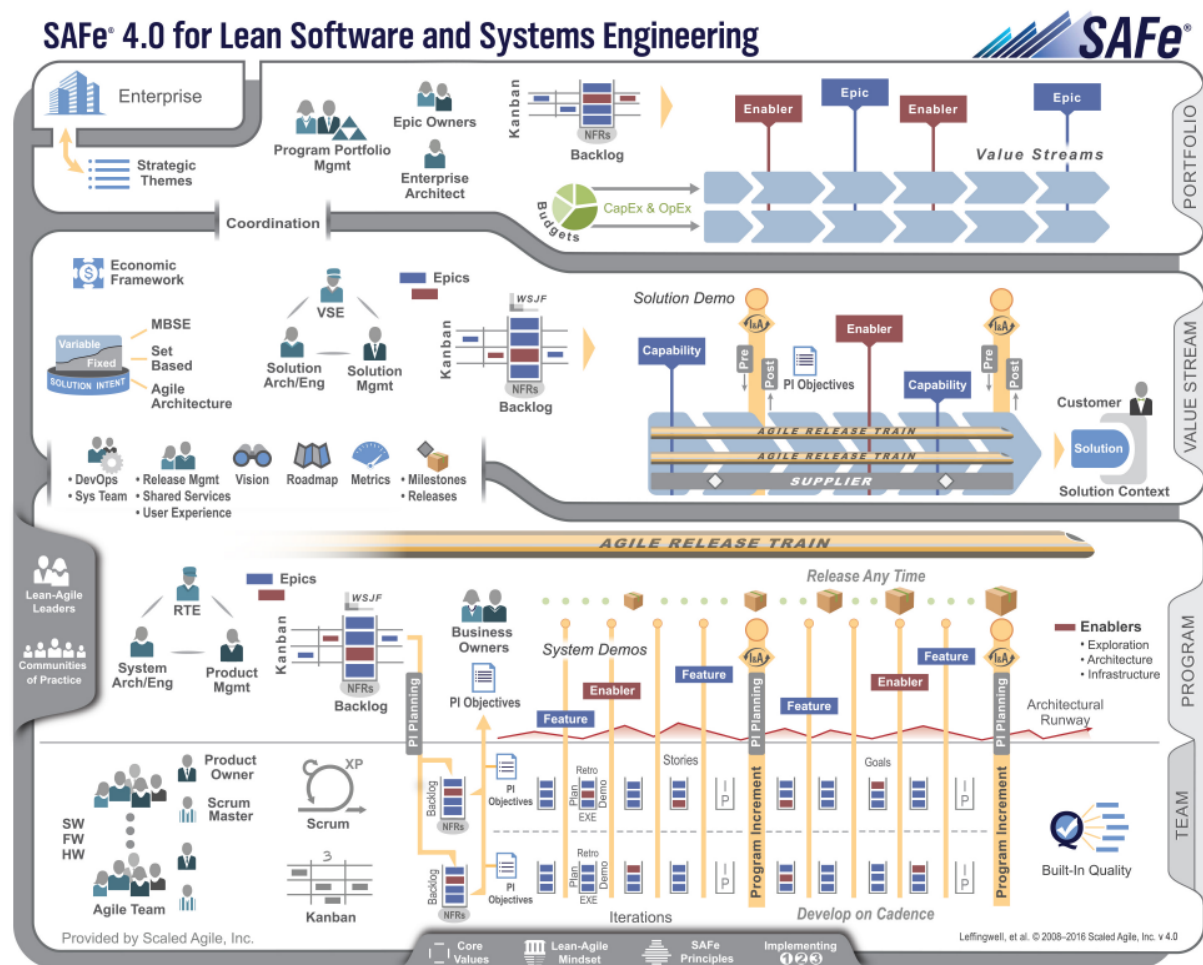 SAFe® 4.0 for Lean Software and Systems Engineering
SAFe®
Enterprise
Strategic
Themes
Program Portfolio
Mgmt
Epic Owners
Enterprise
Architect
Kanban
NFRs
Backlog
Enabler
Epic
Enabler
Epic
Value Streams
Budgets
CapEx & OpEx
PORTFOLIO
Coordination
Economic
Framework
MBSE
Variable
Fixed
Set
Based
SOLUTION INTENT
Agile
Architecture
VSE
Solution
Arch/Eng
Solution
Mgmt
Epics
WSJF
Kanban
NFRs
Backlog
Solution Demo
I&A
Enabler
I&A
Capability
Pre
Post
PI Objectives
Capability
Pre
Post
Customer
AGILE RELEASE TRAIN
AGILE RELEASE TRAIN
SUPPLIER
Solution
Solution Context
VALUE STREAM
• DevOps
• Sys Team
• Release Mgmt
• Shared Services
• User Experience
Vision
Roadmap
Metrics
• Milestones
• Releases
AGILE RELEASE TRAIN
Lean-Agile
Leaders
Communities
of Practice
RTE
System
Arch/Eng
Product
Mgmt
Epics
WSJF
Kanban
NFRs
Backlog
PI Planning
Business
Owners
PI Objectives
Release Any Time
System Demos
Feature
Enabler
Feature
I&A
PI Planning
Feature
Enabler
Feature
I&A
PI Planning
Enablers
• Exploration
• Architecture
• Infrastructure
Architectural
Runway
PROGRAM
SW
FW
HW
Product
Owner
Scrum
Master
Agile Team
XP
Scrum
3
Kanban
Backlog
NFRs
PI
Objectives
Retro
Plan
Demo
EXE
Stories
I P
Program Increment
Goals
I P
Program Increment
Backlog
NFRs
PI
Objectives
Retro
Plan
Demo
EXE
I P
I P
Iterations
Develop on Cadence
Q
Built-In Quality
TEAM
Provided by Scaled Agile, Inc.
Leffingwell, et al. © 2008–2016 Scaled Agile, Inc. v 4.0
Core
Values
Lean-Agile
Mindset
SAFe
Principles
Implementing
123